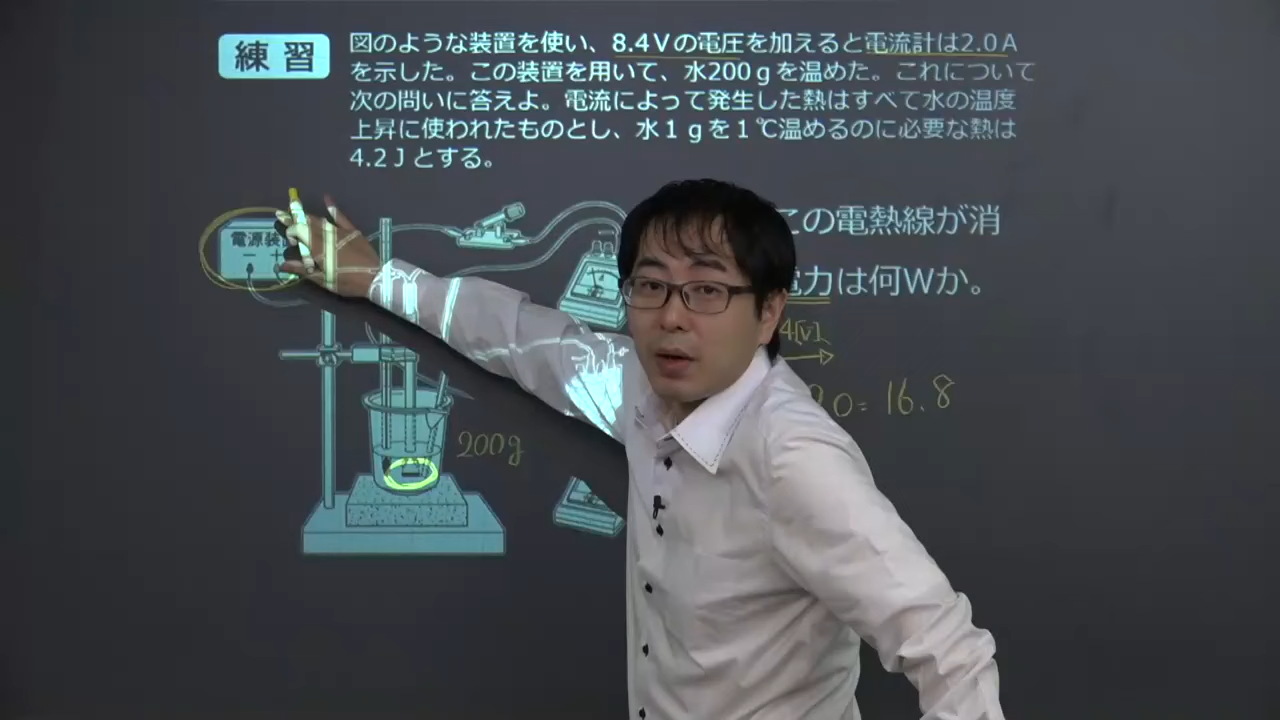 練習
図のような装置を使い、8.4Vの電圧を加えると電流計は2.0A
を示した。この装置を用いて、水200gを温めた。これについて
次の問いに答えよ。電流によって発生した熱はすべて水の温度
上昇に使われたものとし、水1gを1℃温めるのに必要な熱は
4.2Jとする。
この電熱線が消
電力は何Wか。
電源装
− +
4[V]
20 = 16.8
200g